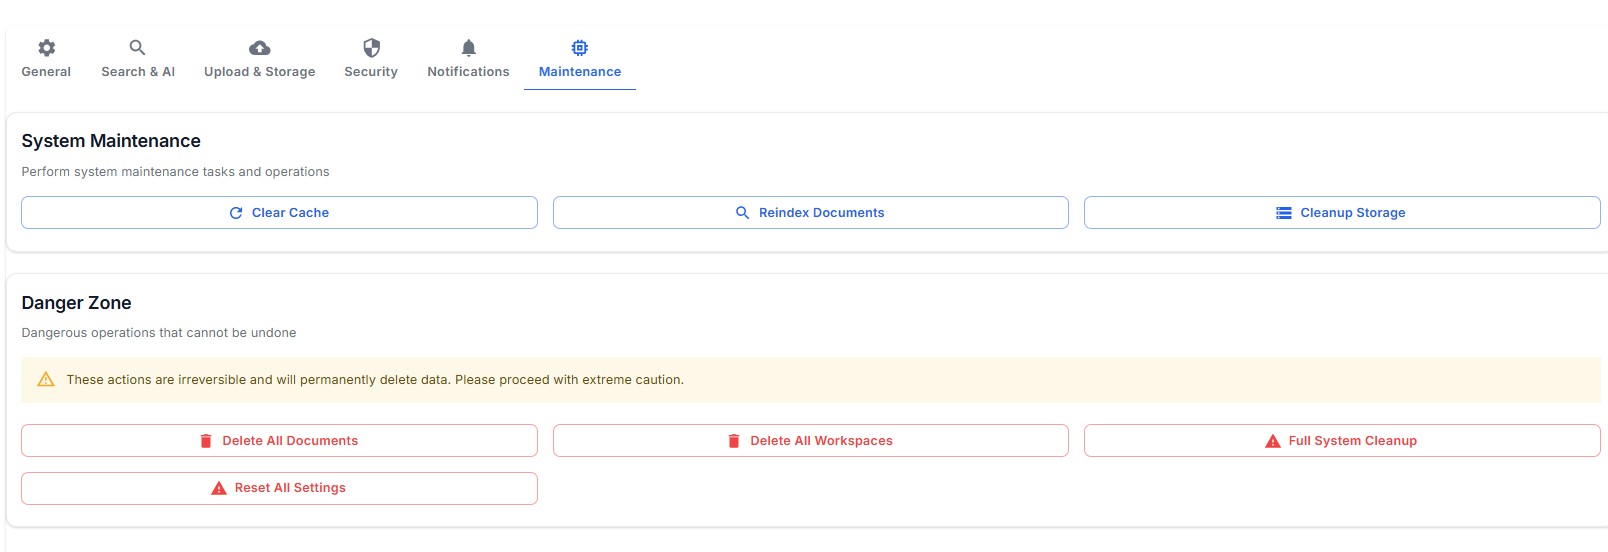 General
Search & AI
Upload & Storage
Security
Notifications
Maintenance
System Maintenance
Perform system maintenance tasks and operations
Clear Cache
Reindex Documents
Cleanup Storage
Danger Zone
Dangerous operations that cannot be undone
These actions are irreversible and will permanently delete data. Please proceed with extreme caution.
Delete All Documents
Delete All Workspaces
Full System Cleanup
Reset All Settings